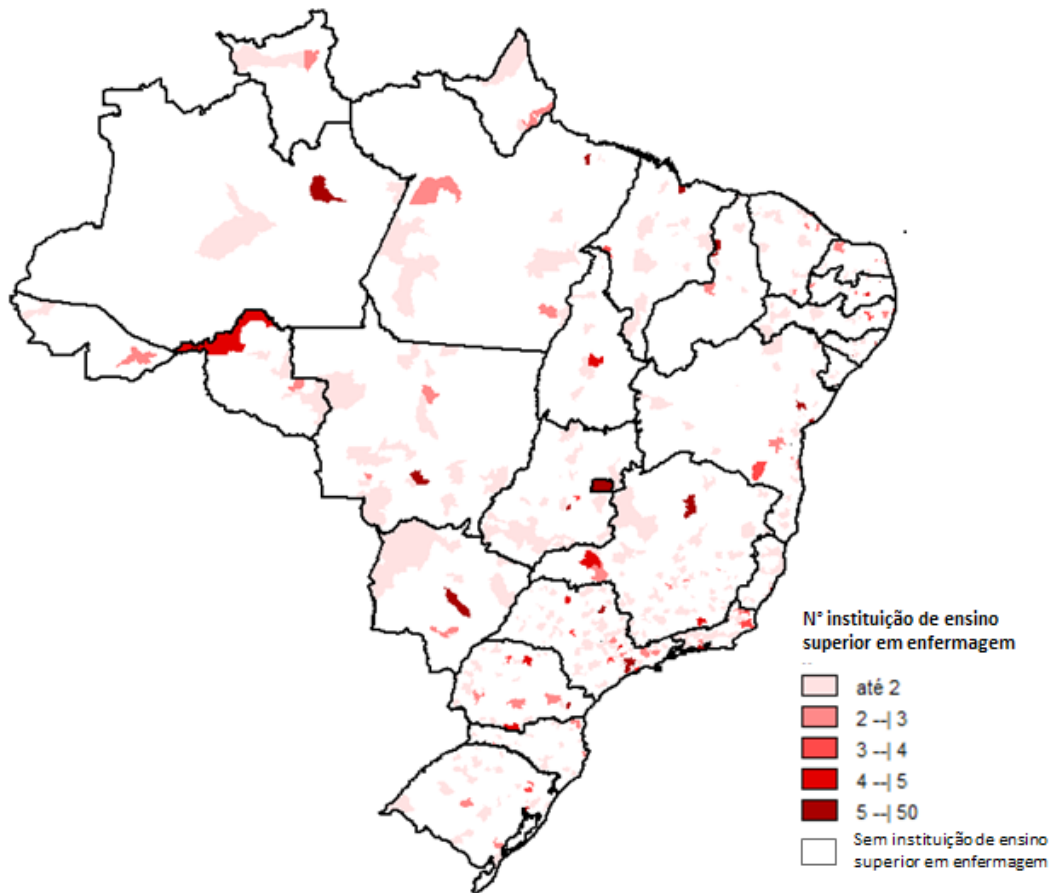 N° instituição de ensino
superior em enfermagem
até 2
2 --| 3
3 --| 4
4 --| 5
5 --| 50
Sem instituição de ensino
superior em enfermagem